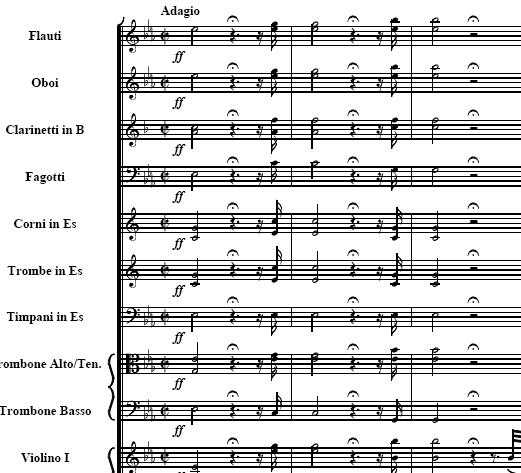 Adagio
Flauti
ff
Oboi
ff
Clarinetti in B
ff
Fagotti
ff
Corni in Es
ff
Trombe in Es
ff
Timpani in Es
ff
rombone Alto/Ten.
ff
Trombone Basso
ff
Violino I